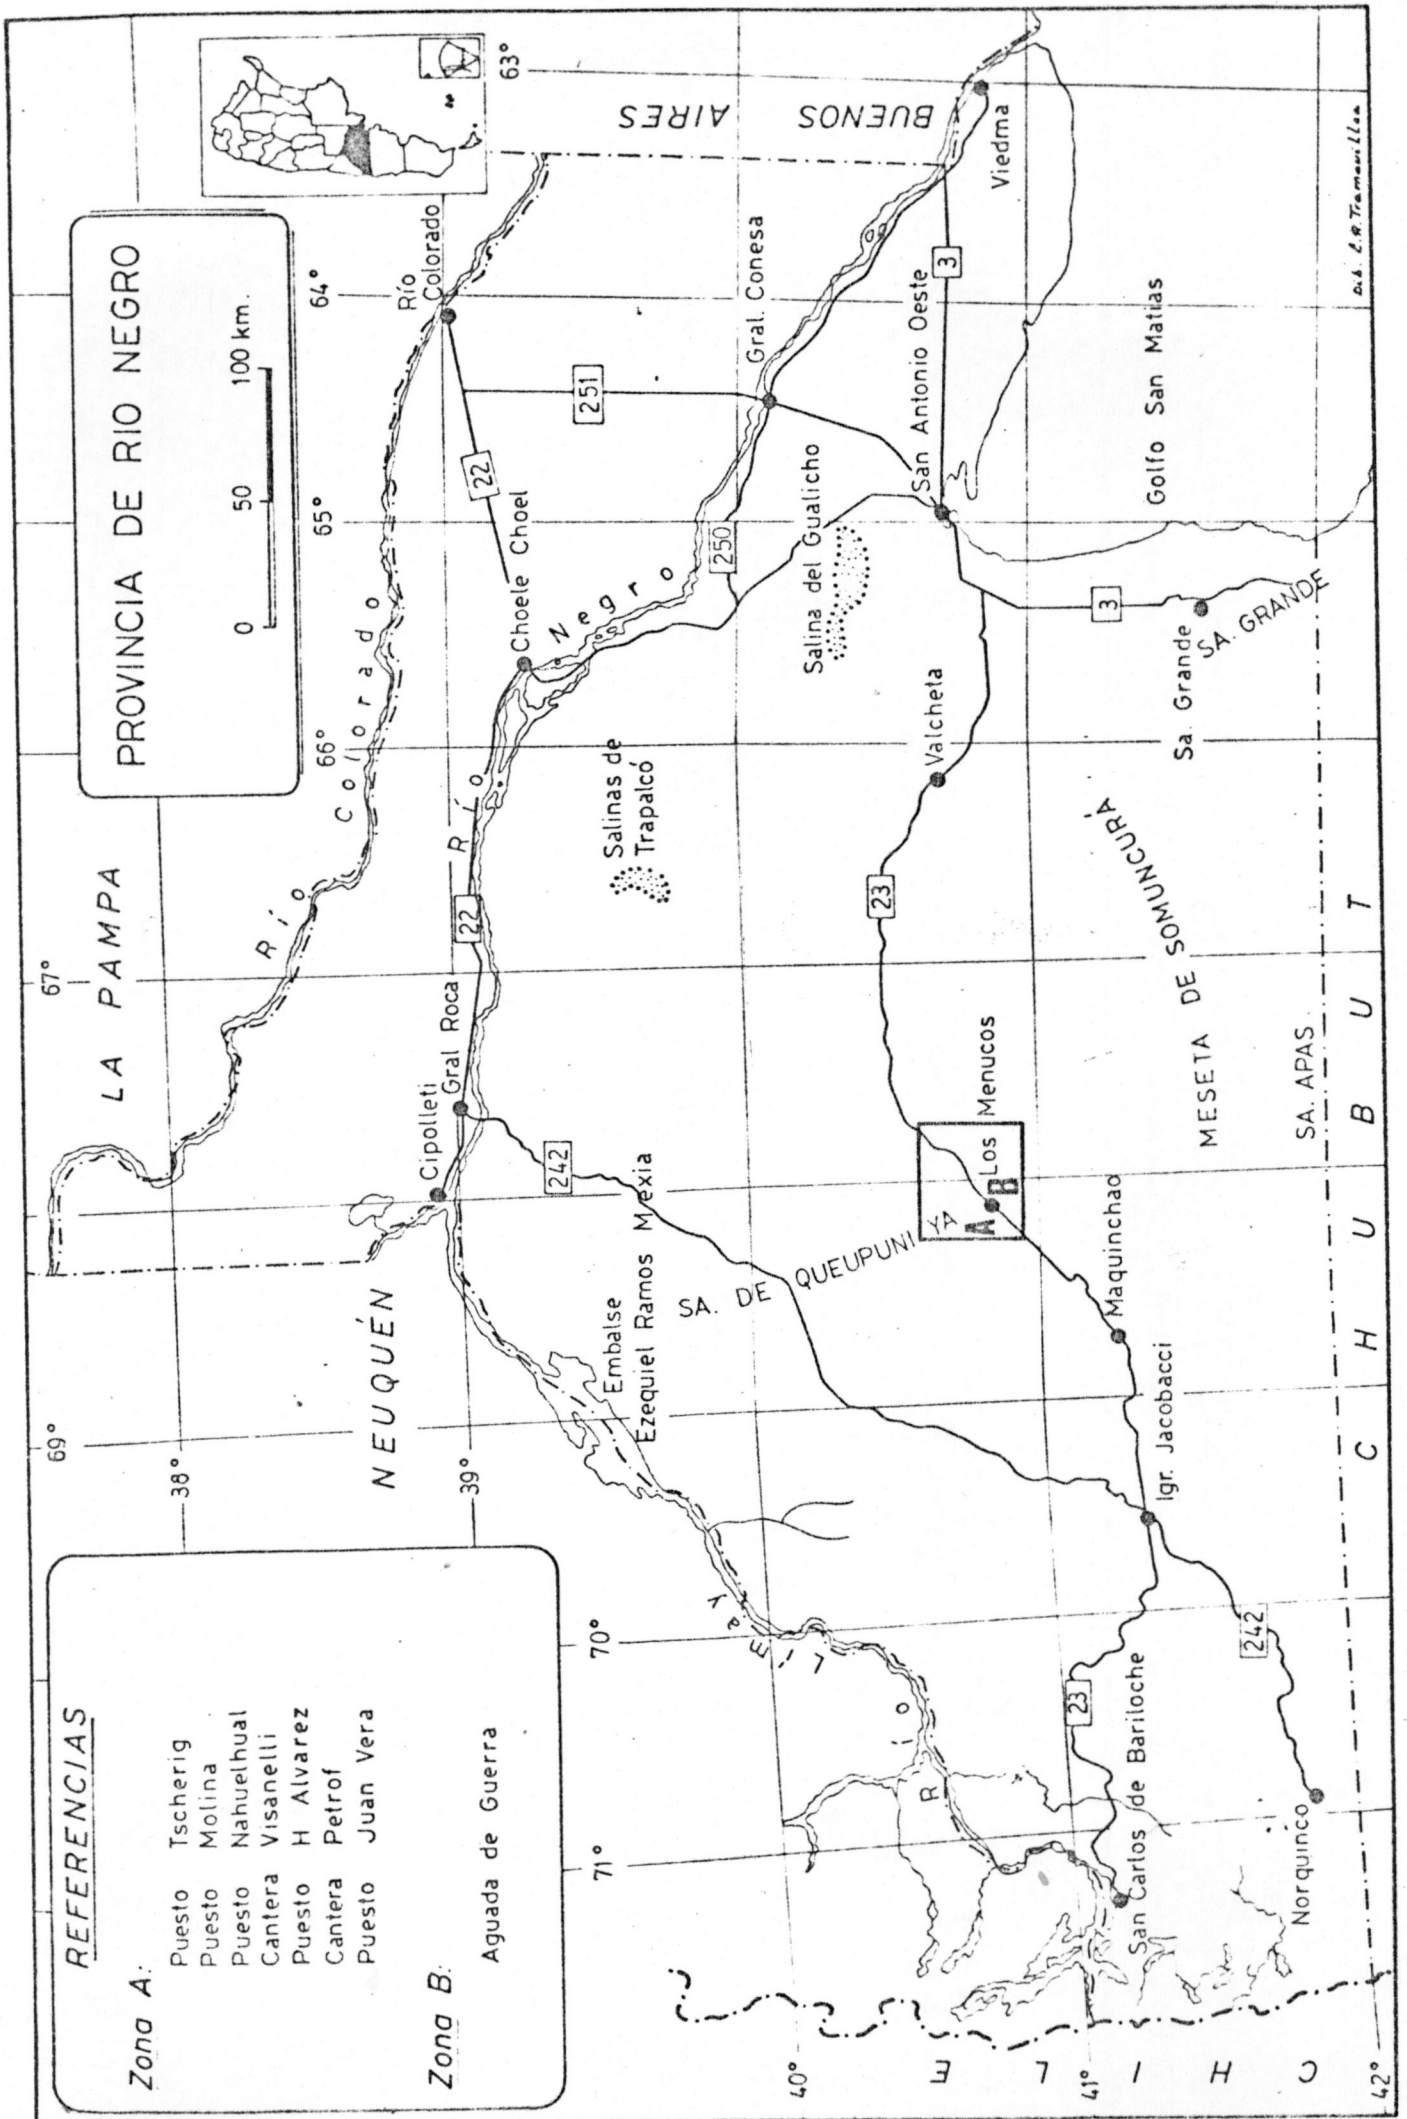 REFERENCIAS
Zona A:
Puesto Tscherig
Puesto Molina
Puesto Nahuelhual
Cantera Visanelli
Puesto H Alvarez
Cantera Petrof
Puesto Juan Vera
Zona B:
Aguada de Guerra
PROVINCIA DE RIO NEGRO
0 50 100 km.
LA PAMPA
NEUQUÉN
BUENOS AIRES
CHILE
CHUBUT
69°
67°
66°
65°
64°
63°
70°
71°
38°
39°
40°
41°
42°
Río Colorado
Río
Colorado
Cipolleti
Gral Roca
22
Río Negro
Choele Choel
22
251
250
Gral. Conesa
Viedma
3
San Antonio Oeste
Golfo San Matias
Salina del Gualicho
Salinas de
Trapalcó
242
Embalse
Ezequiel Ramos Mexia
SA. DE QUEUPUNIYA
Río Limay
23
Valcheta
3
Sa. Grande
SA. GRANDE
Los Menucos
A
B
MESETA DE SOMUNCURÁ
SA. APAS
Maquinchao
Igr. Jacobacci
242
23
San Carlos de Bariloche
Norquinco